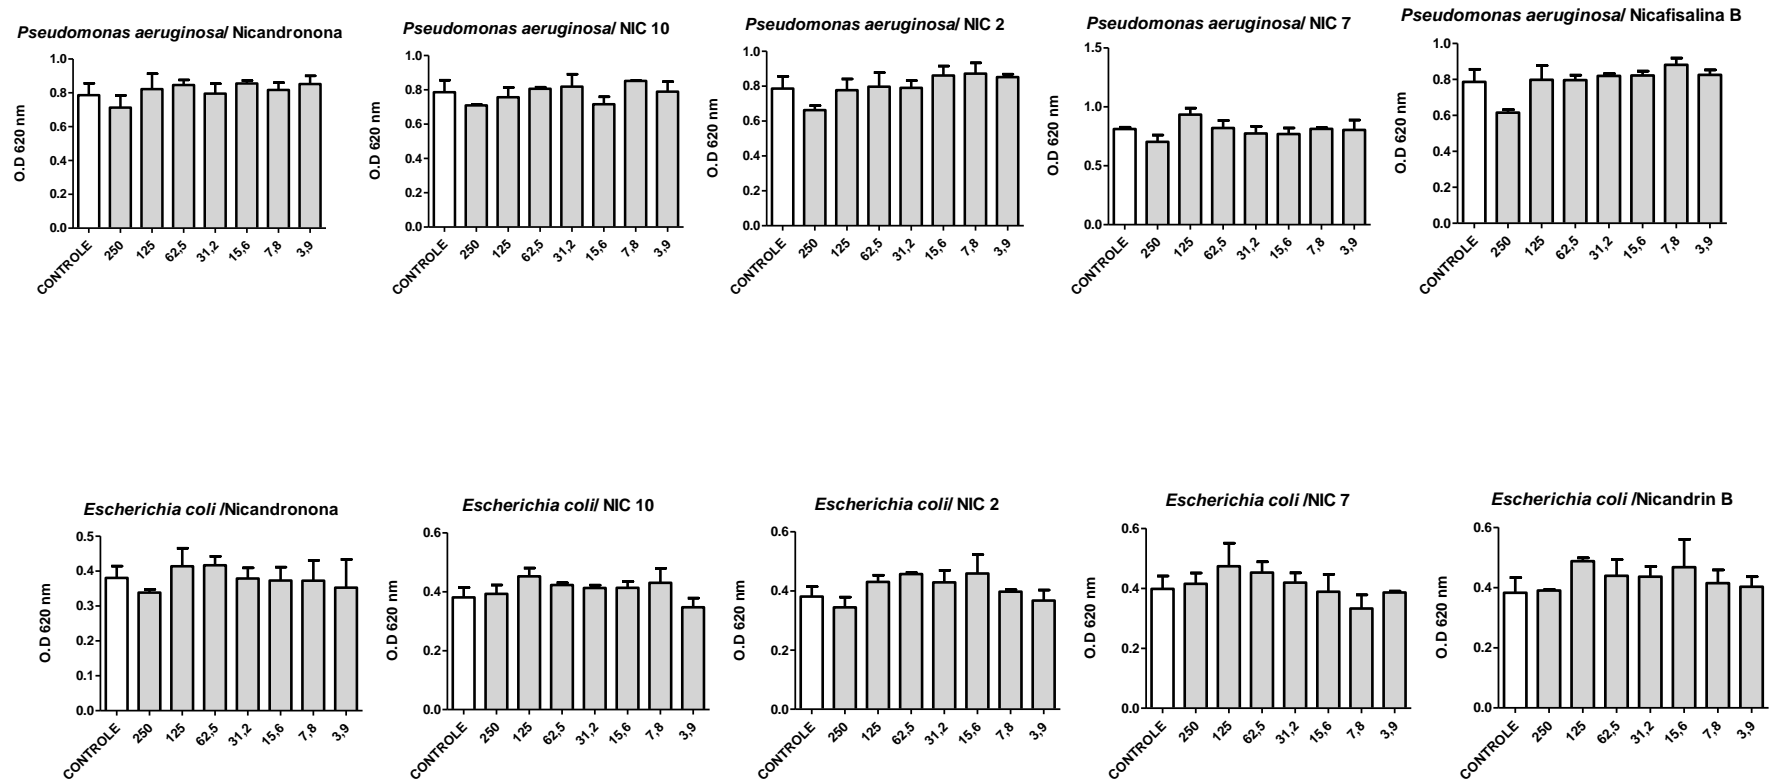 Pseudomonas aeruginosa/ Nicandronona
O.D 620 nm
1.0
0.8
0.6
0.4
0.2
0.0
CONTROLE 250 125 62,5 31,2 15,6 7,8 3,9
Pseudomonas aeruginosa/ NIC 10
O.D 620 nm
1.0
0.8
0.6
0.4
0.2
0.0
CONTROLE 250 125 62,5 31,2 15,6 7,8 3,9
Pseudomonas aeruginosa/ NIC 2
O.D 620 nm
1.0
0.8
0.6
0.4
0.2
0.0
CONTROLE 250 125 62,5 31,2 15,6 7,8 3,9
Pseudomonas aeruginosa/ NIC 7
O.D 620 nm
1.5
1.0
0.5
0.0
CONTROLE 250 125 62,5 31,2 15,6 7,8 3,9
Pseudomonas aeruginosa/ Nicafisalina B
O.D 620 nm
1.0
0.8
0.6
0.4
0.2
0.0
CONTROLE 250 125 62,5 31,2 15,6 7,8 3,9
Escherichia coli /Nicandronona
O.D 620 nm
0.5
0.4
0.3
0.2
0.1
0.0
CONTROLE 250 125 62,5 31,2 15,6 7,8 3,9
Escherichia coli/ NIC 10
O.D 620 nm
0.6
0.4
0.2
0.0
CONTROLE 250 125 62,5 31,2 15,6 7,8 3,9
Escherichia coli/ NIC 2
O.D 620 nm
0.6
0.4
0.2
0.0
CONTROLE 250 125 62,5 31,2 15,6 7,8 3,9
Escherichia coli /NIC 7
O.D 620 nm
0.6
0.4
0.2
0.0
CONTROLE 250 125 62,5 31,2 15,6 7,8 3,9
Escherichia coli /Nicandrin B
O.D 620 nm
0.6
0.4
0.2
0.0
CONTROLE 250 125 62,5 31,2 15,6 7,8 3,9